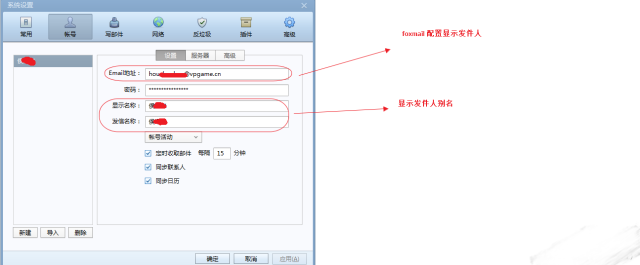 系统设置
常用 帐号 写邮件 网络 反垃圾 插件 高级
设置 服务器 高级
Email地址： @vpgame.cn
密码： ****************
显示名称：
发信名称：
帐号活动
定时收取邮件 每隔 15 分钟
同步联系人
同步日历
新建 导入 删除
确定 取消 应用(A)
foxmail 配置显示发件人
显示发件人别名